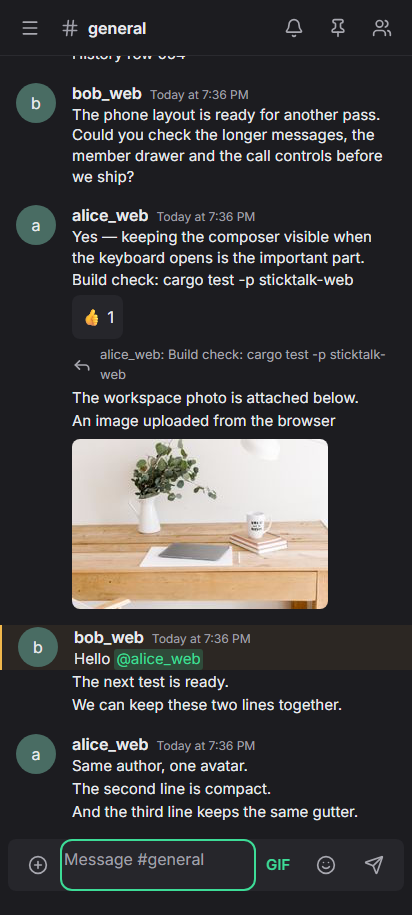 # general
bob_web Today at 7:36 PM
The phone layout is ready for another pass.
Could you check the longer messages, the
member drawer and the call controls before
we ship?
alice_web Today at 7:36 PM
Yes — keeping the composer visible when
the keyboard opens is the important part.
Build check: cargo test -p sticktalk-web
👍 1
alice_web: Build check: cargo test -p sticktalk-
web
The workspace photo is attached below.
An image uploaded from the browser
bob_web Today at 7:36 PM
Hello @alice_web
The next test is ready.
We can keep these two lines together.
alice_web Today at 7:36 PM
Same author, one avatar.
The second line is compact.
And the third line keeps the same gutter.
Message #general GIF